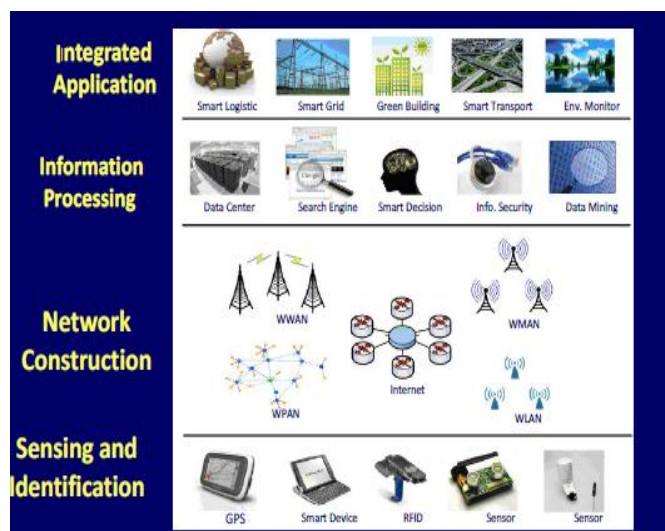 Integrated
Application
Smart Logistic Smart Grid Green Building Smart Transport Env. Monitor
Information
Processing
Data Center Search Engine Smart Decision Info. Security Data Mining
Network
Construction
WWAN
WMAN
Internet
WPAN
WLAN
Sensing and
Identification
GPS Smart Device RFID Sensor Sensor